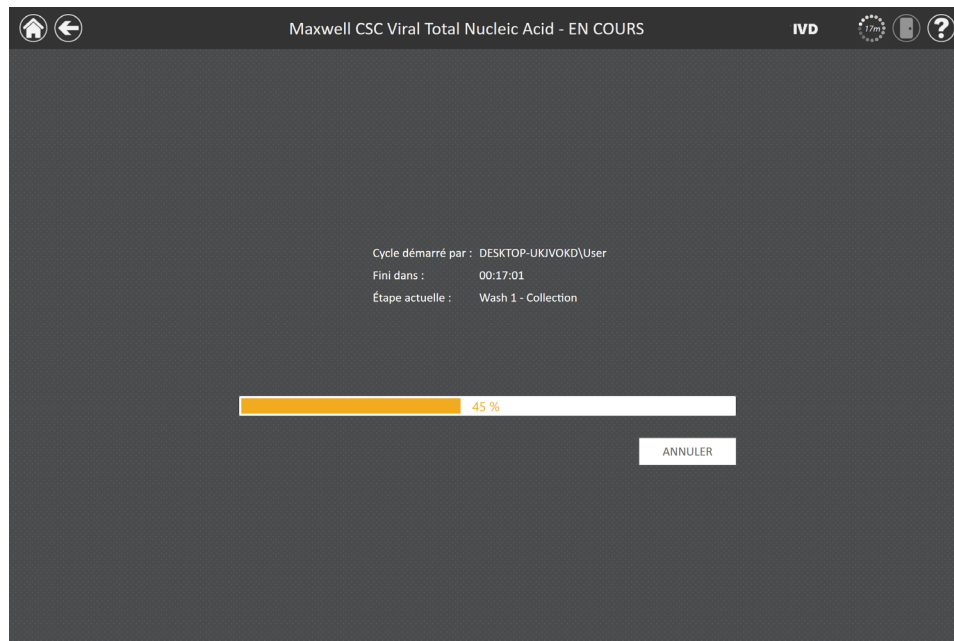 Maxwell CSC Viral Total Nucleic Acid - EN COURS IVD 17m ?
Cycle démarré par : DESKTOP-UKJVOKD\User
Fini dans : 00:17:01
Étape actuelle : Wash 1 - Collection
45 %
ANNULER